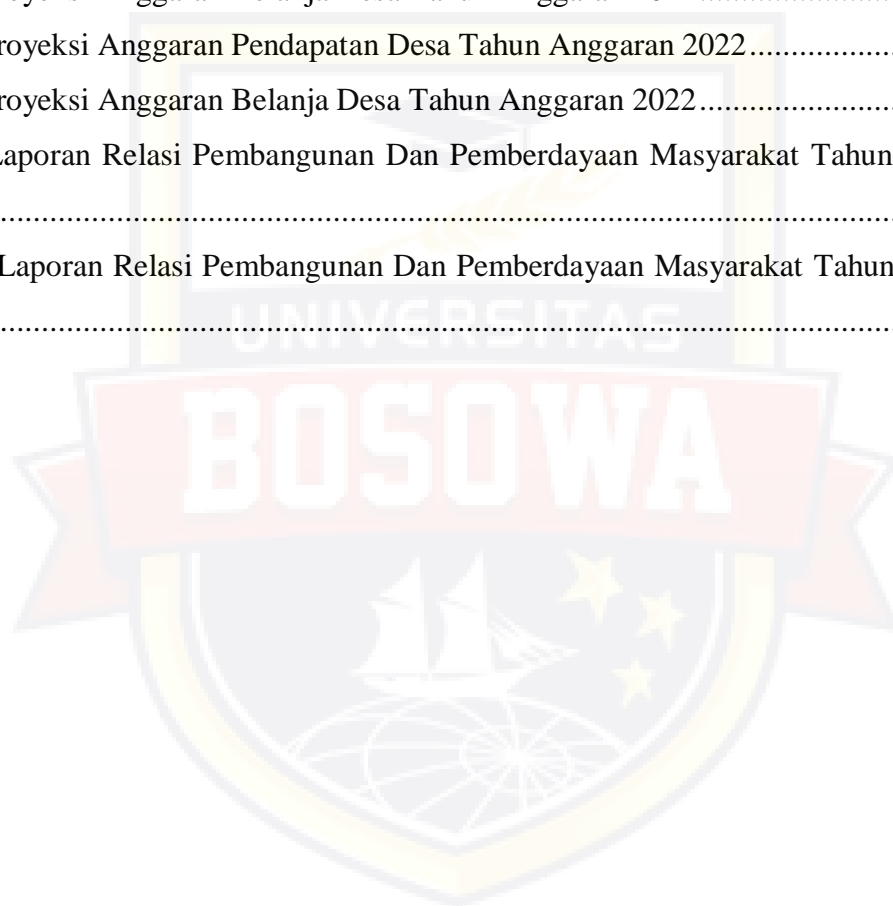 royeksi Anggaran Pendapatan Desa Tahun Anggaran 2022.....................
royeksi Anggaran Belanja Desa Tahun Anggaran 2022.........................
Laporan Relasi Pembangunan Dan Pemberdayaan Masyarakat Tahun
........................................................................................................................
Laporan Relasi Pembangunan Dan Pemberdayaan Masyarakat Tahun
........................................................................................................................
UNIVERSITAS
BOSOWA